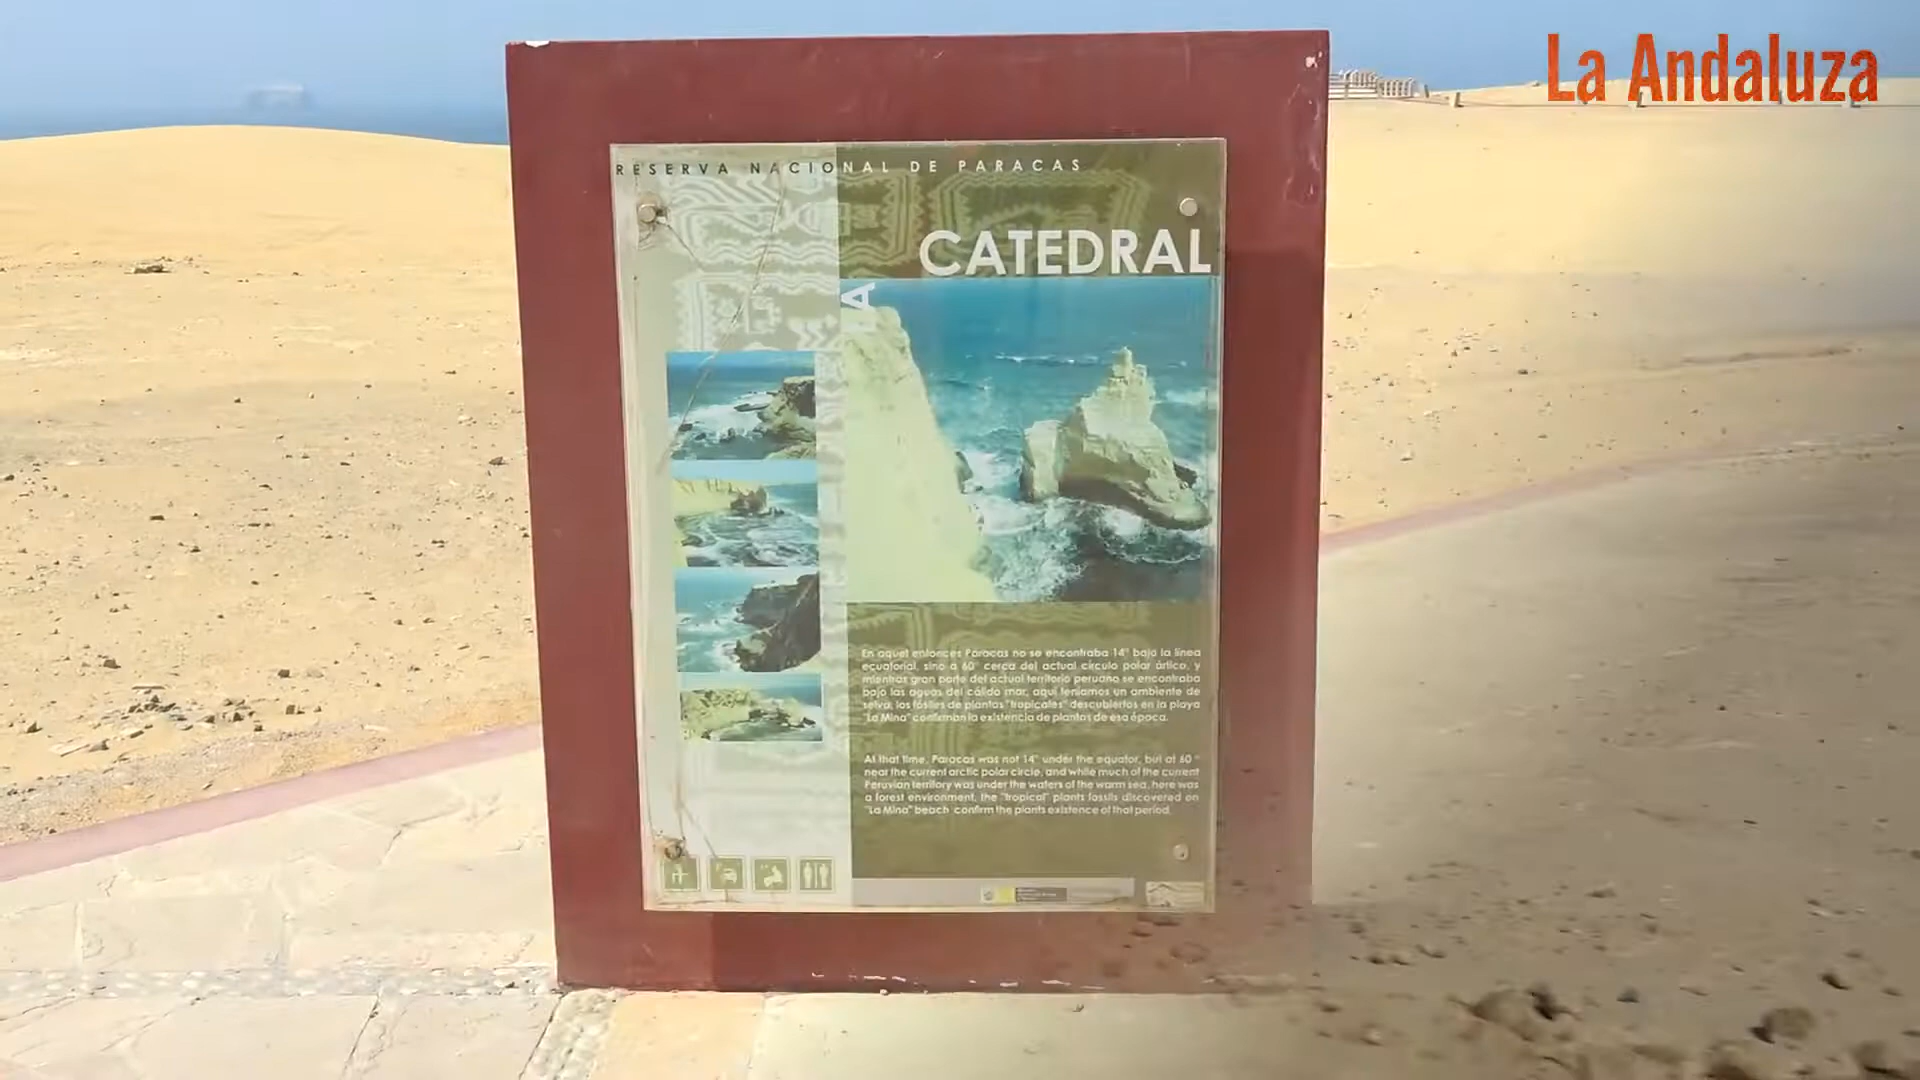 La Andaluza
RESERVA NACIONAL DE PARACAS
CATEDRAL
LA
En aquel entonces Paracas no se encontraba 14° bajo la línea
ecuatorial, sino a 60° cerca del actual círculo polar ártico, y
mientras gran parte del actual territorio peruano se encontraba
bajo las aguas del cálido mar, aquí teníamos un ambiente de
selva, los fósiles de plantas "tropicales" descubiertos en la playa
"La Mina" confirman la existencia de plantas de esa época.
At that time, Paracas was not 14° under the equator, but at 60°
near the current arctic polar circle, and while much of the current
Peruvian territory was under the waters of the warm sea, here was
a forest environment, the "tropical" plants fossils discovered on
"La Mina" beach confirm the plants existence of that period.